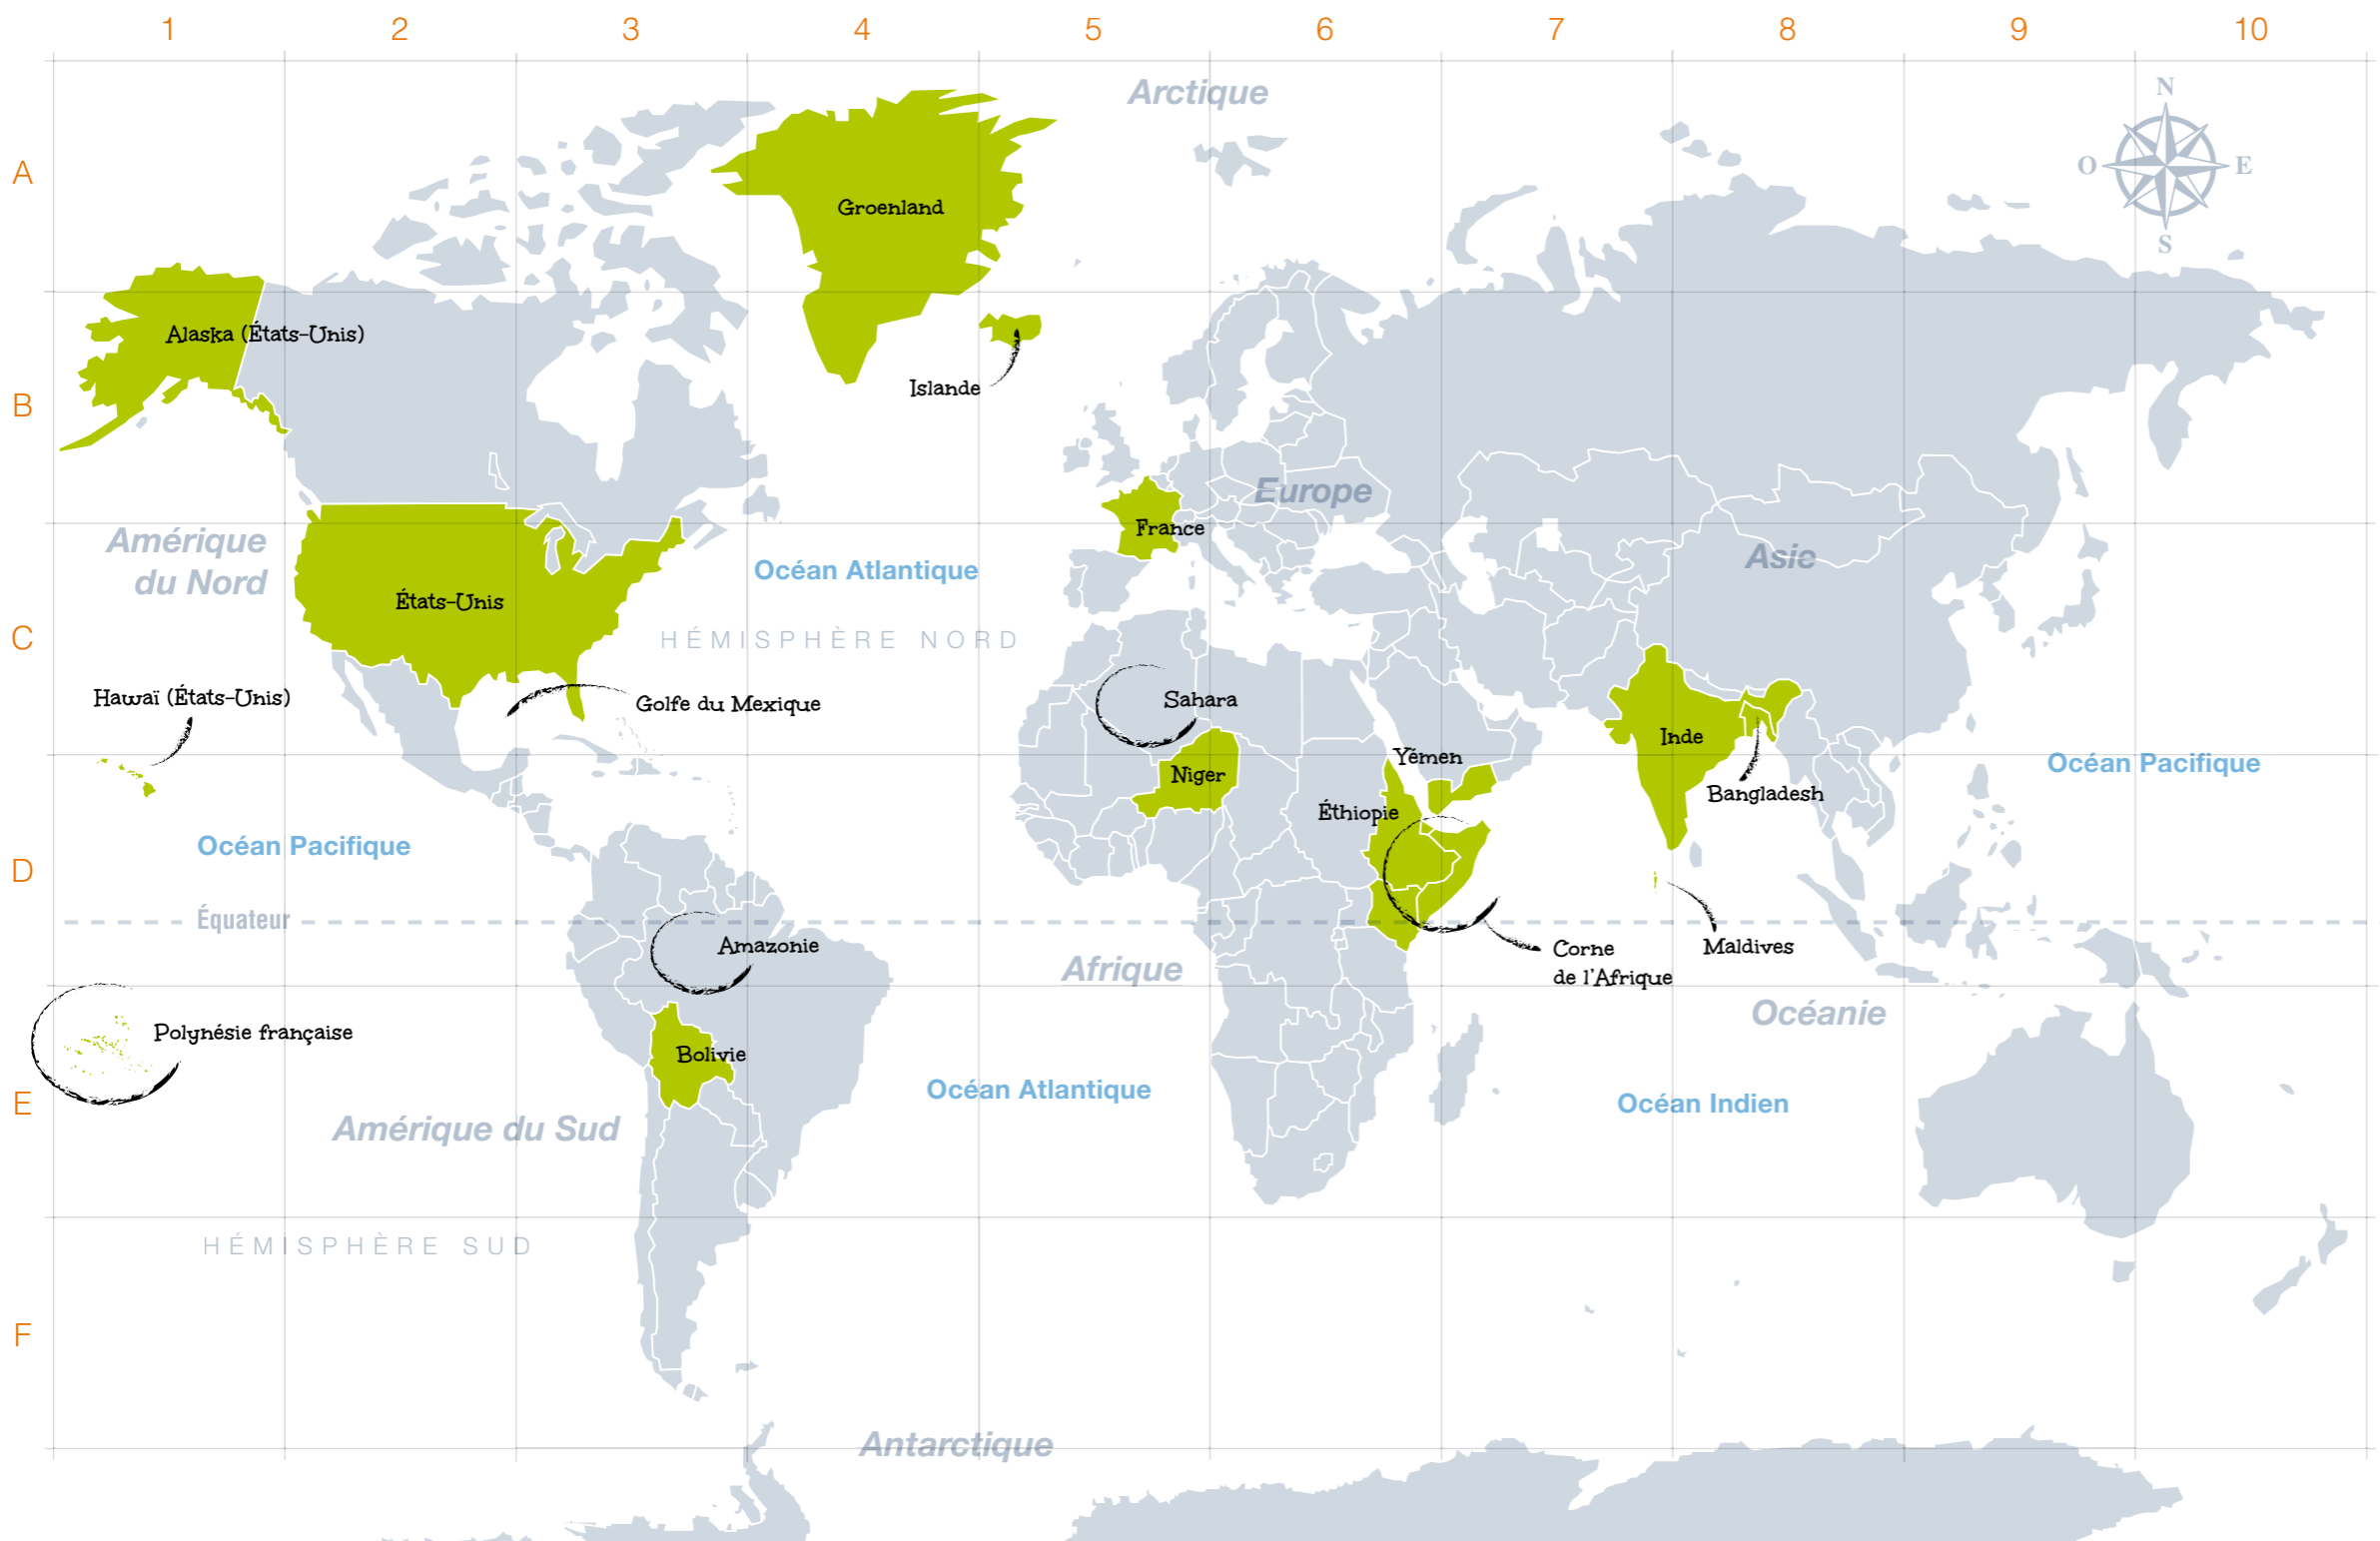 1 2 3 4 5 6 7 8 9 10
Arctique
N
A
O E
Groenland
S
Alaska (États-Unis)
Islande
B
Europe
France
Amérique
du Nord
Océan Atlantique
Asie
États-Unis
C
HÉMISPHÈRE NORD
Hawaï (États-Unis)
Golfe du Mexique
Sahara
Inde
Yémen
Océan Pacifique
Niger
Bangladesh
Éthiopie
Océan Pacifique
D
Équateur
Amazonie
Corne
de l'Afrique
Maldives
Afrique
Océanie
Polynésie française
Bolivie
Océan Atlantique
E
Océan Indien
Amérique du Sud
HÉMISPHÈRE SUD
F
Antarctique